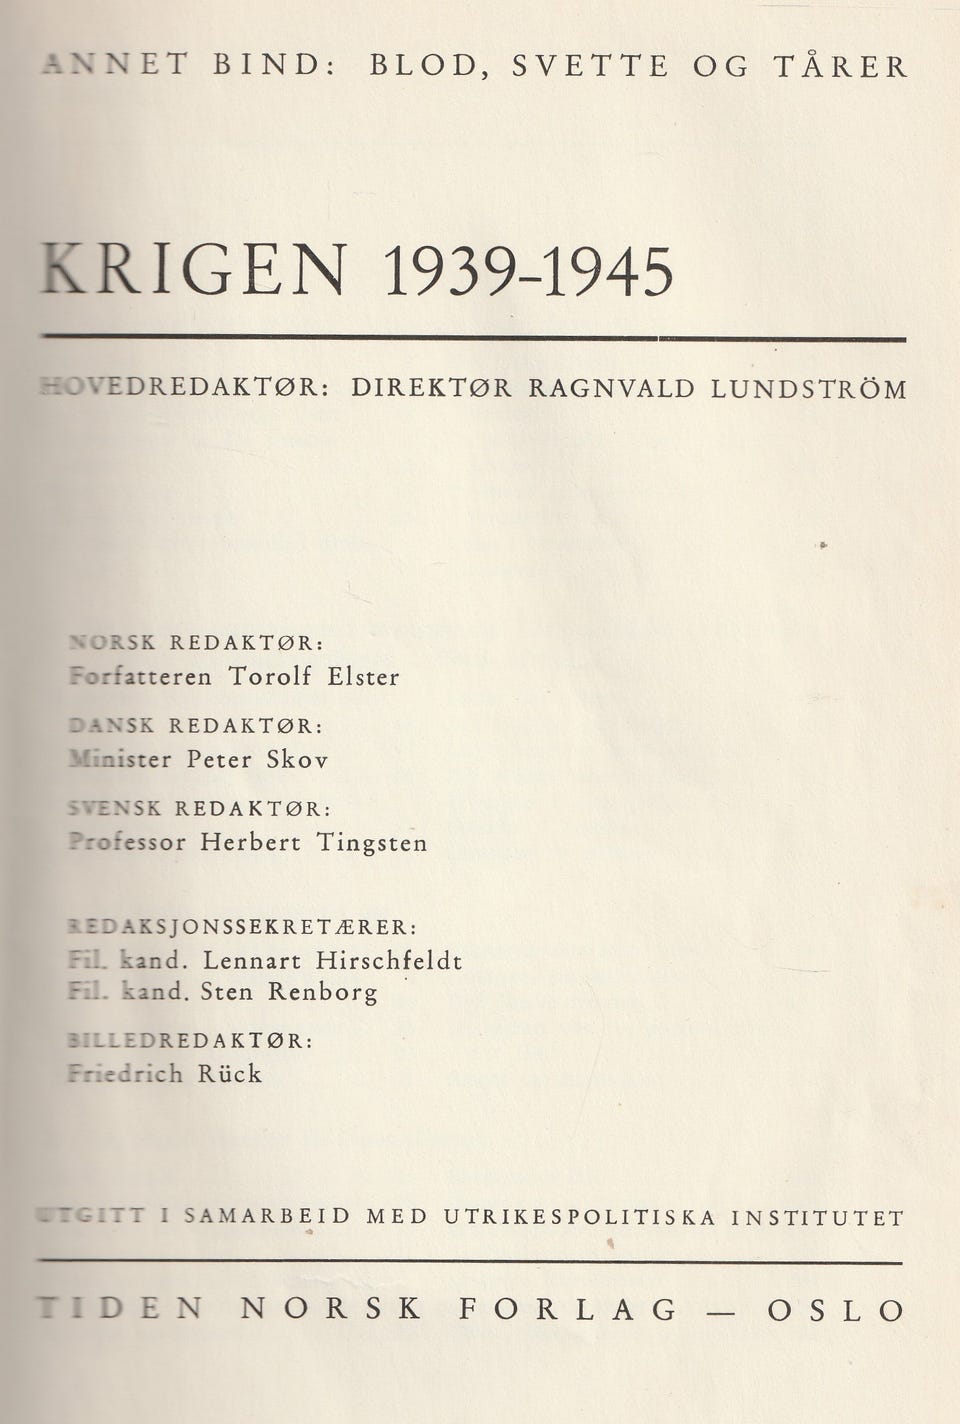 ANNET BIND: BLOD, SVETTE OG TÅRER
KRIGEN 1939-1945
HOVEDREDAKTØR: DIREKTØR RAGNVALD LUNDSTRÖM
NORSK REDAKTØR:
Forfatteren Torolf Elster
DANSK REDAKTØR:
Minister Peter Skov
SVENSK REDAKTØR:
Professor Herbert Tingsten
REDAKSJONSSEKRETÆRER:
Fil. kand. Lennart Hirschfeldt
Fil. kand. Sten Renborg
BILLEDREDAKTØR:
Friedrich Rück
UTGITT I SAMARBEID MED UTRIKESPOLITISKA INSTITUTET
TIDEN NORSK FORLAG — OSLO